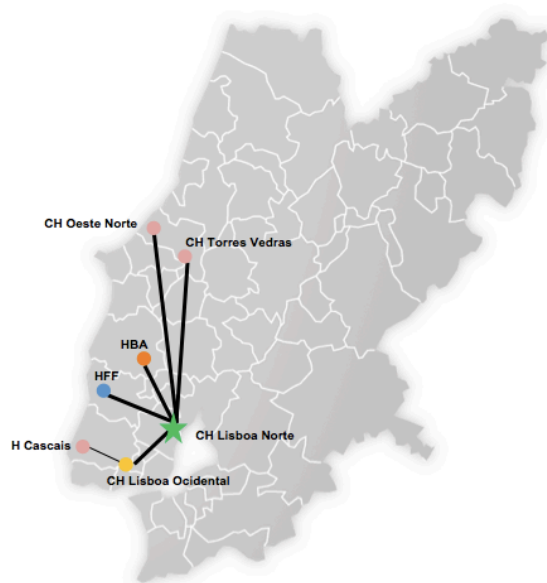 CH Oeste Norte
CH Torres Vedras
HBA
HFF
CH Lisboa Norte
H Cascais
CH Lisboa Ocidental